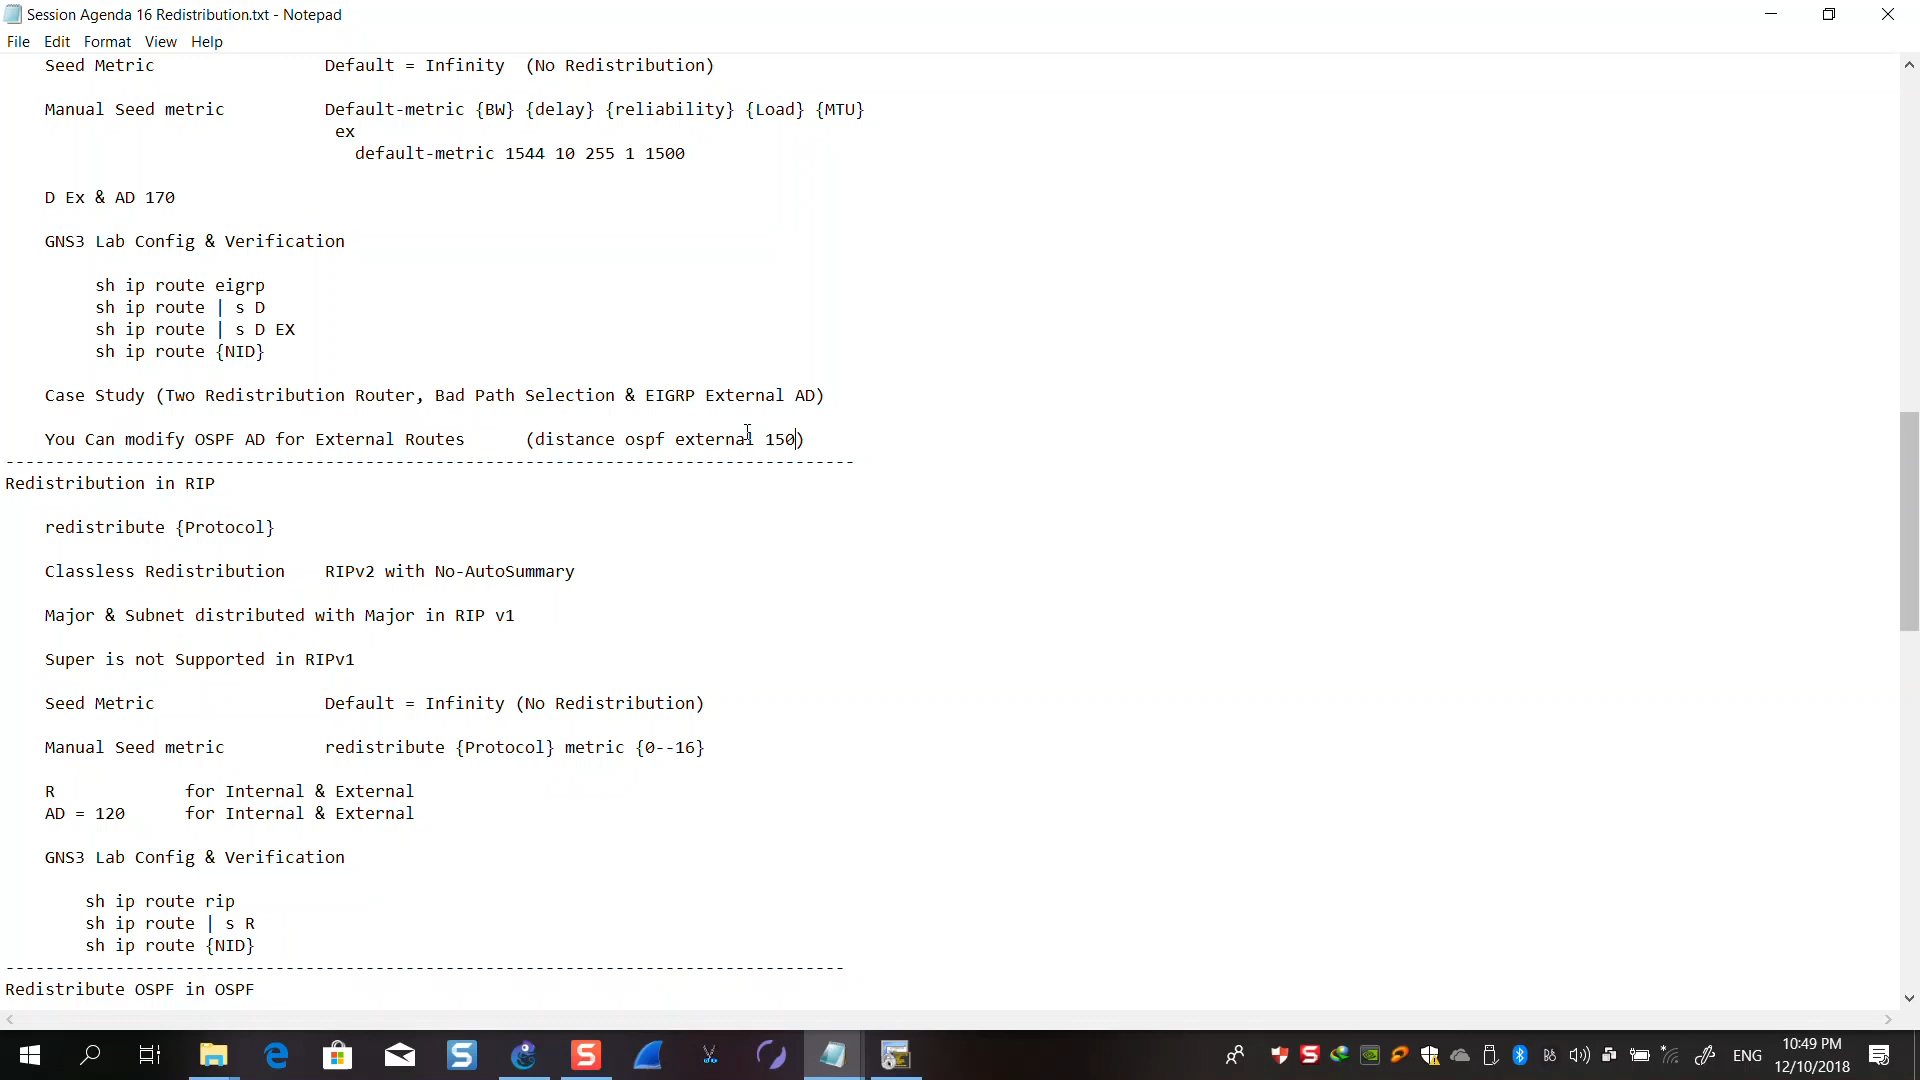 Session Agenda 16 Redistribution.txt - Notepad
File Edit Format View Help
Seed Metric Default = Infinity (No Redistribution)
Manual Seed metric Default-metric {BW} {delay} {reliability} {Load} {MTU}
ex
default-metric 1544 10 255 1 1500
D Ex & AD 170
GNS3 Lab Config & Verification
sh ip route eigrp
sh ip route | s D
sh ip route | s D EX
sh ip route {NID}
Case Study (Two Redistribution Router, Bad Path Selection & EIGRP External AD)
You Can modify OSPF AD for External Routes (distance ospf external 150)
-------------------------------------------------------------------------------------
Redistribution in RIP
redistribute {Protocol}
Classless Redistribution RIPv2 with No-AutoSummary
Major & Subnet distributed with Major in RIP v1
Super is not Supported in RIPv1
Seed Metric Default = Infinity (No Redistribution)
Manual Seed metric redistribute {Protocol} metric {0--16}
R for Internal & External
AD = 120 for Internal & External
GNS3 Lab Config & Verification
sh ip route rip
sh ip route | s R
sh ip route {NID}
------------------------------------------------------------------------------------
Redistribute OSPF in OSPF
ENG
10:49 PM
12/10/2018